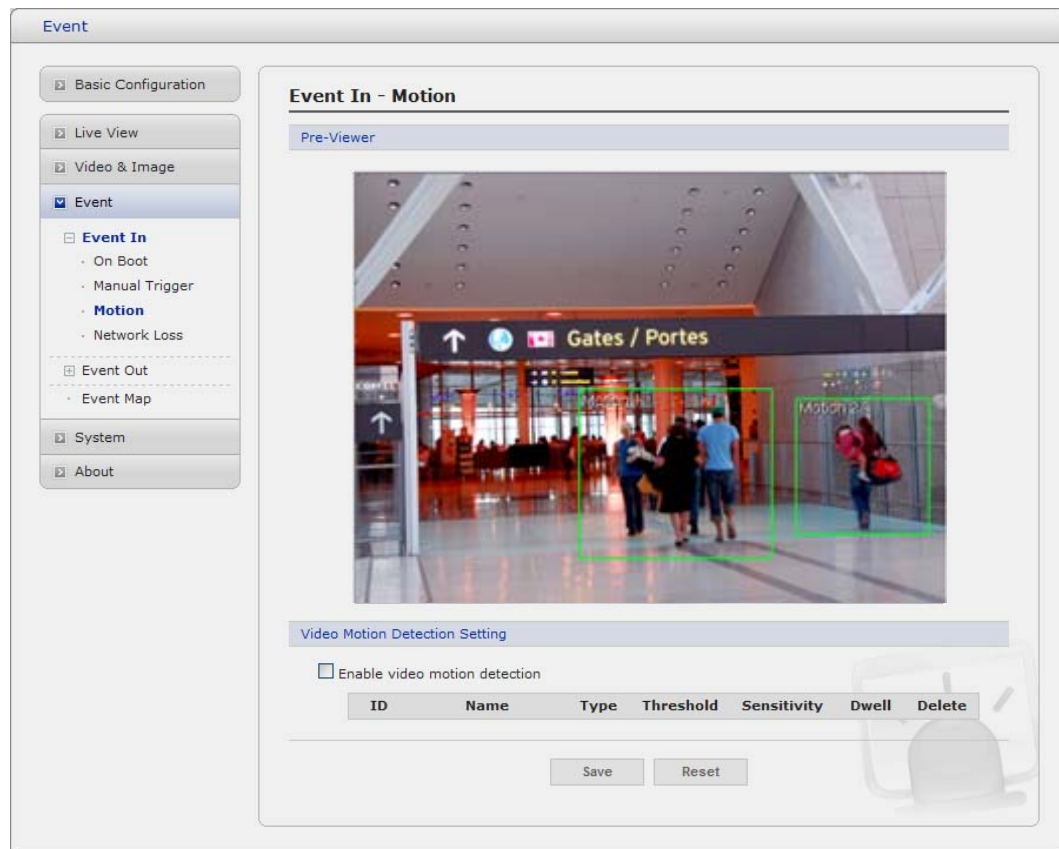 Event
Basic Configuration
Live View
Video & Image
Event
Event In
On Boot
Manual Trigger
Motion
Network Loss
Event Out
Event Map
System
About
Event In - Motion
Pre-Viewer
Gates / Portes
Motion
Motion 2
Video Motion Detection Setting
Enable video motion detection
ID Name Type Threshold Sensitivity Dwell Delete
Save Reset